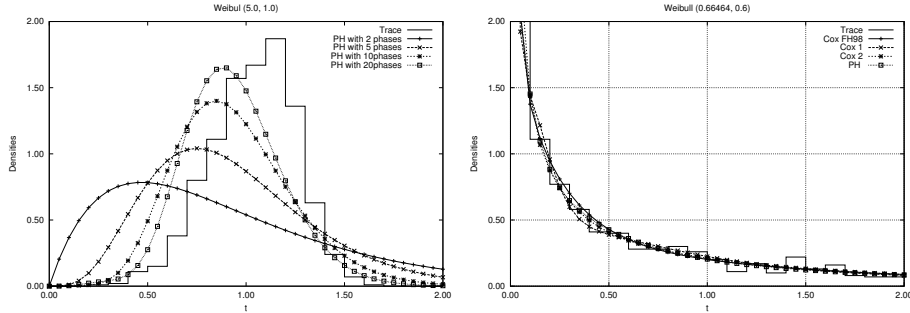 Weibul (5.0, 1.0)
2.00
1.50
1.00
0.50
0.00
Densities
0.00
0.50
1.00
1.50
2.00
t
Trace
PH with 2 phases
PH with 5 phases
PH with 10phases
PH with 20phases
Weibull (0.66464, 0.6)
2.00
1.50
1.00
0.50
0.00
Densities
0.00
0.50
1.00
1.50
2.00
t
Trace
Cox FH98
Cox 1
Cox 2
PH